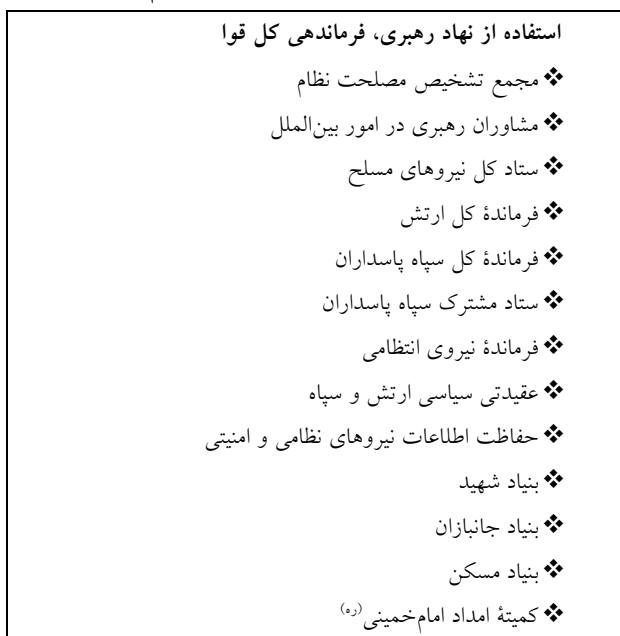 استفاده از نهاد رهبری، فرماندهی کل قوا
❖ مجمع تشخیص مصلحت نظام
❖ مشاوران رهبری در امور بین‌الملل
❖ ستاد کل نیروهای مسلح
❖ فرماندهٔ کل ارتش
❖ فرماندهٔ کل سپاه پاسداران
❖ ستاد مشترک سپاه پاسداران
❖ فرماندهٔ نیروی انتظامی
❖ عقیدتی سیاسی ارتش و سپاه
❖ حفاظت اطلاعات نیروهای نظامی و امنیتی
❖ بنیاد شهید
❖ بنیاد جانبازان
❖ بنیاد مسکن
❖ کمیتهٔ امداد امام‌خمینی(ره)